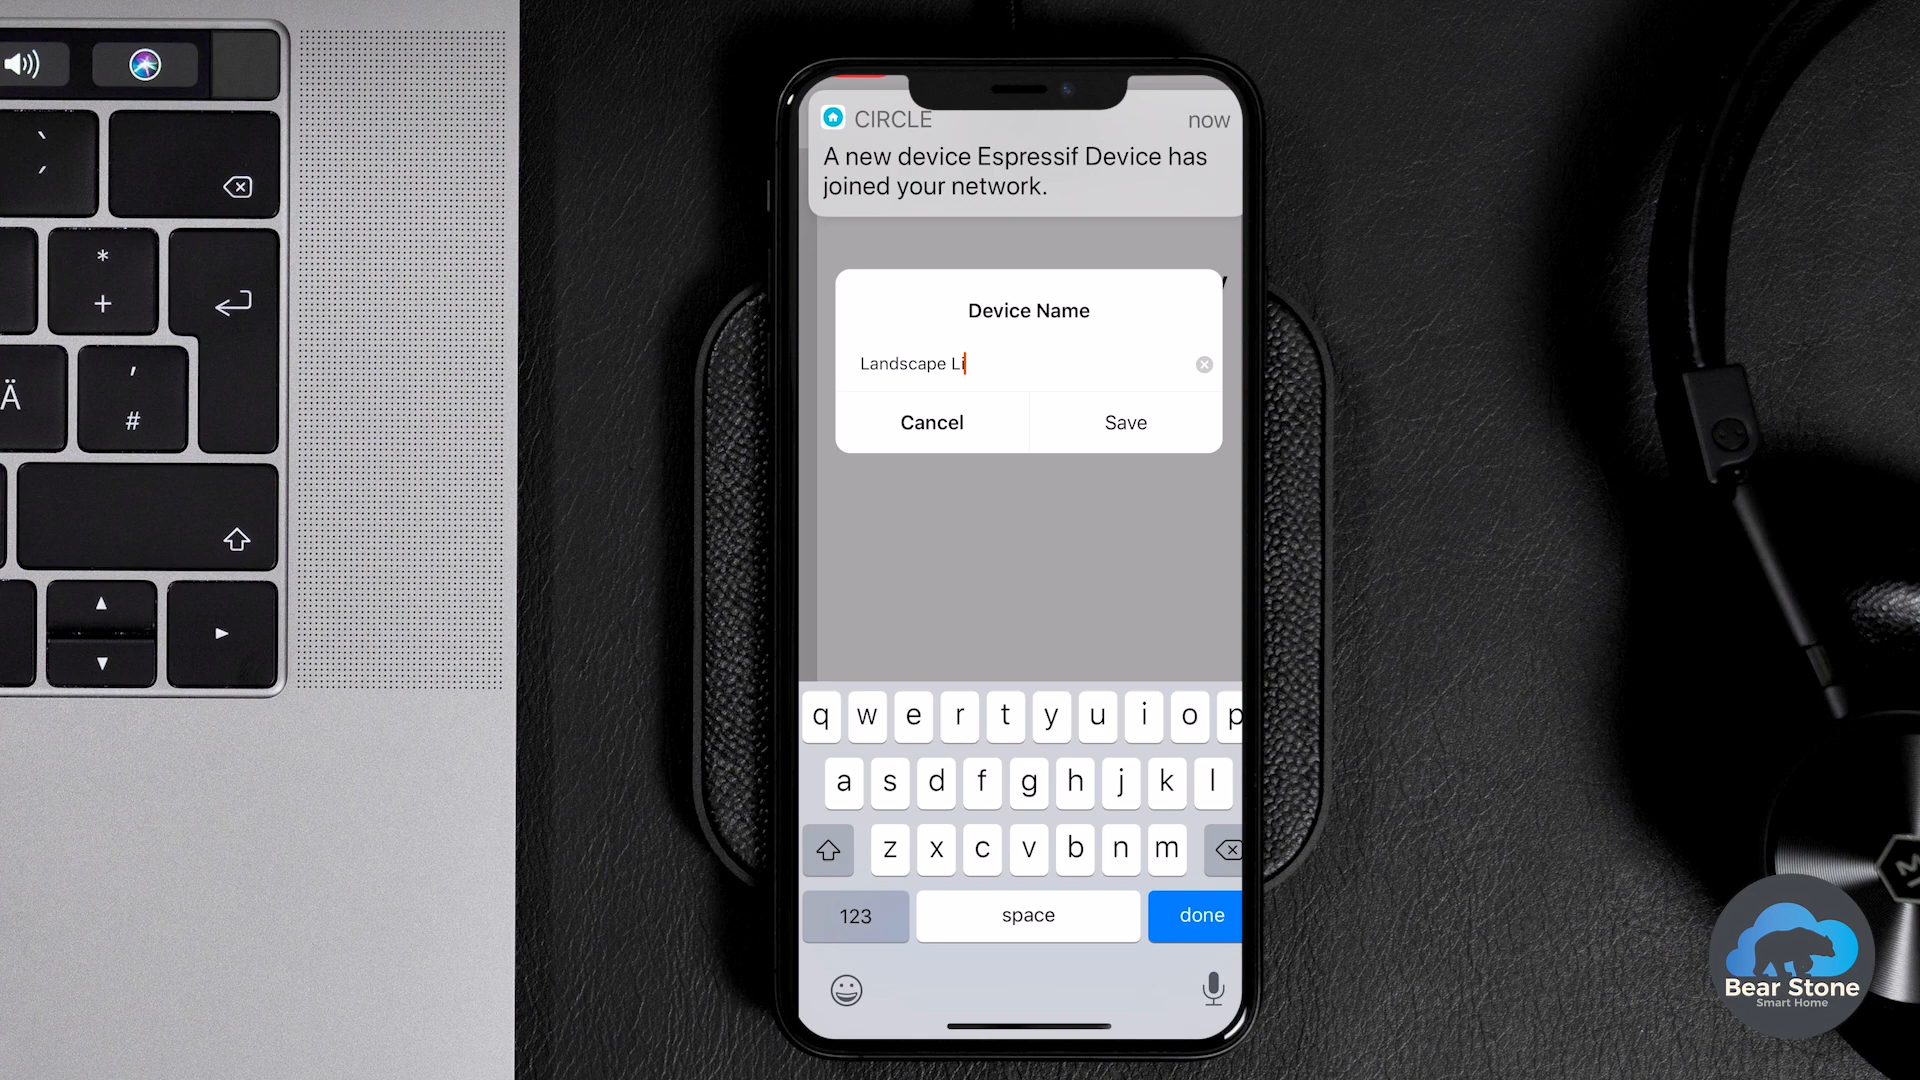 CIRCLE
now
A new device Espressif Device has
joined your network.
Device Name
Landscape Li
Cancel
Save
q w e r t y u i o p
a s d f g h j k l
z x c v b n m
123
space
done
*
+
Ä
'
#
Bear Stone
Smart Home